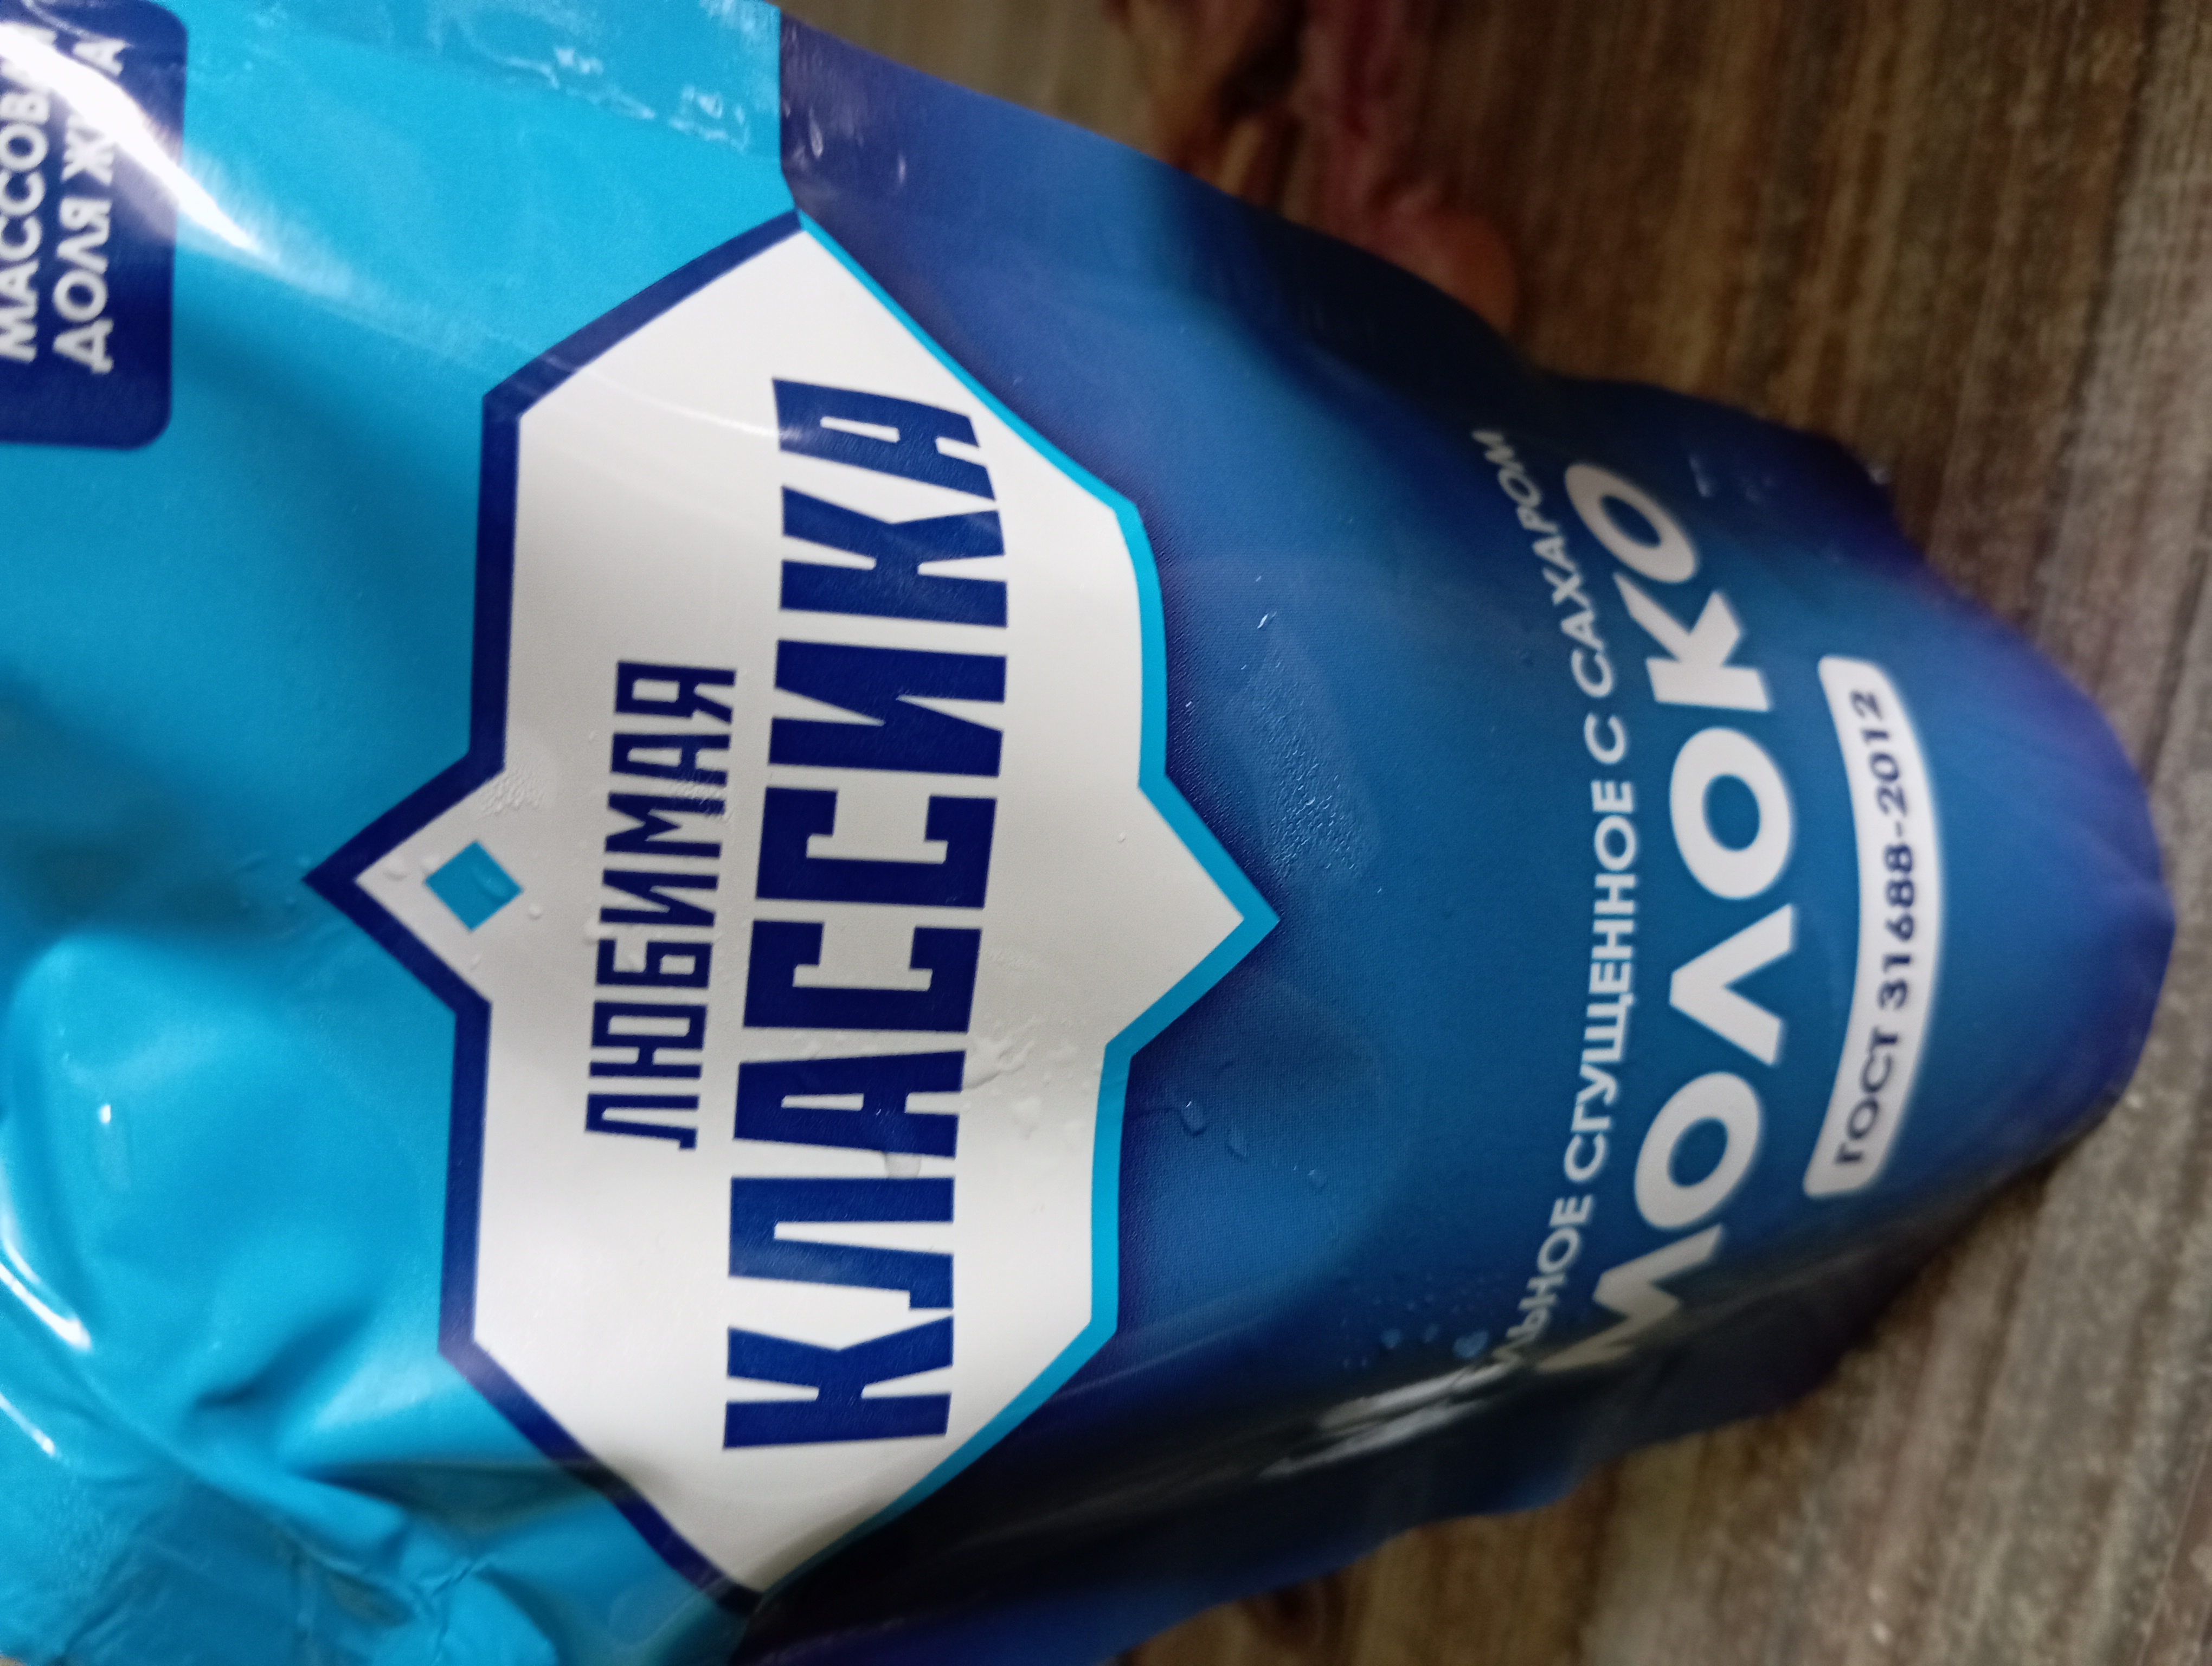 МАССОВАЯ
ДОЛЯ
ЛЮБИМАЯ
КЛАССИКА
СГУЩЕННОЕ С САХАРОМ
МОЛОКО
ГОСТ 31688-2012